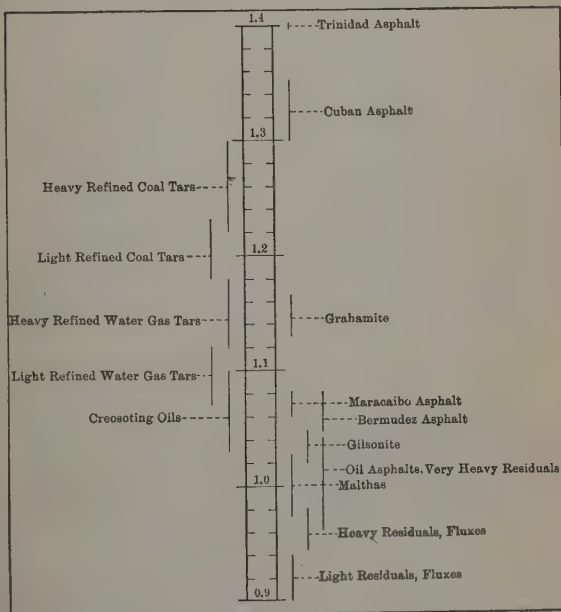 1.4
Trinidad Asphalt
Cuban Asphalt
1.3
Heavy Refined Coal Tars
Light Refined Coal Tars
1.2
Heavy Refined Water Gas Tars
Grahamite
1.1
Light Refined Water Gas Tars
Maracaibo Asphalt
Creosoting Oils
Bermudez Asphalt
Gilsonite
Oil Asphalts, Very Heavy Residuals
1.0
Malthas
Heavy Residuals, Fluxes
Light Residuals, Fluxes
0.9